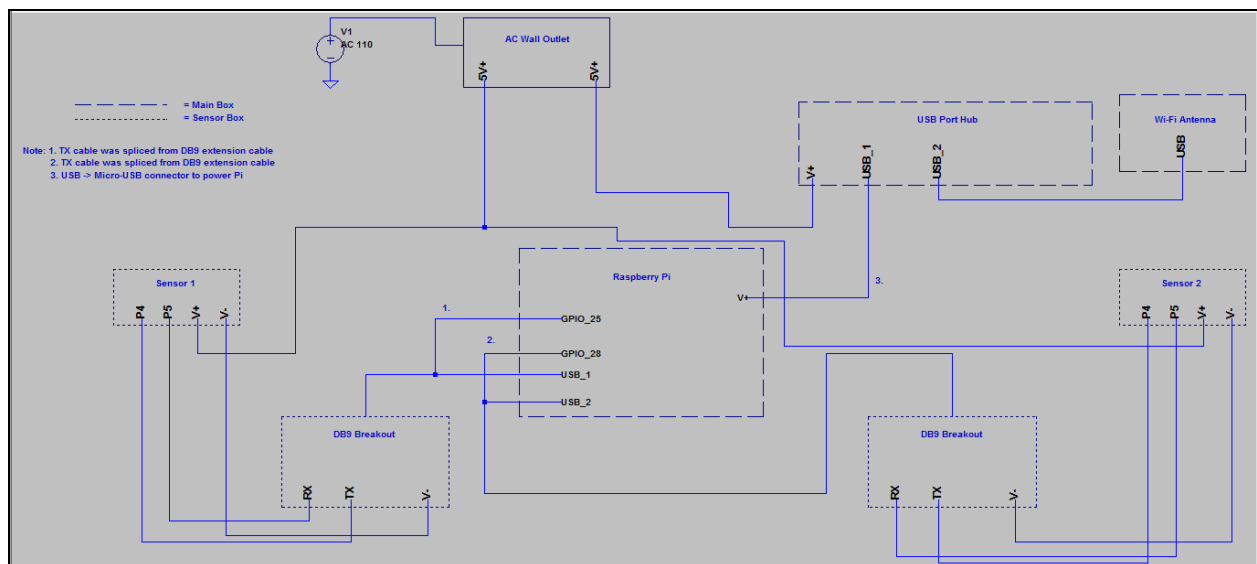 V1
AC 110
AC Wall Outlet
5V+
5V+
= Main Box
= Sensor Box
Note: 1. TX cable was spliced from DB9 extension cable
2. TX cable was spliced from DB9 extension cable
3. USB -> Micro-USB connector to power Pi
USB Port Hub
V+
USB_1
USB_2
Wi-Fi Antenna
USB
Sensor 1
P4
P5
V+
V-
Raspberry Pi
V+
3.
1.
GPIO_25
2.
GPIO_28
USB_1
USB_2
Sensor 2
P4
P5
V+
V-
DB9 Breakout
RX
TX
V-
DB9 Breakout
RX
TX
V-